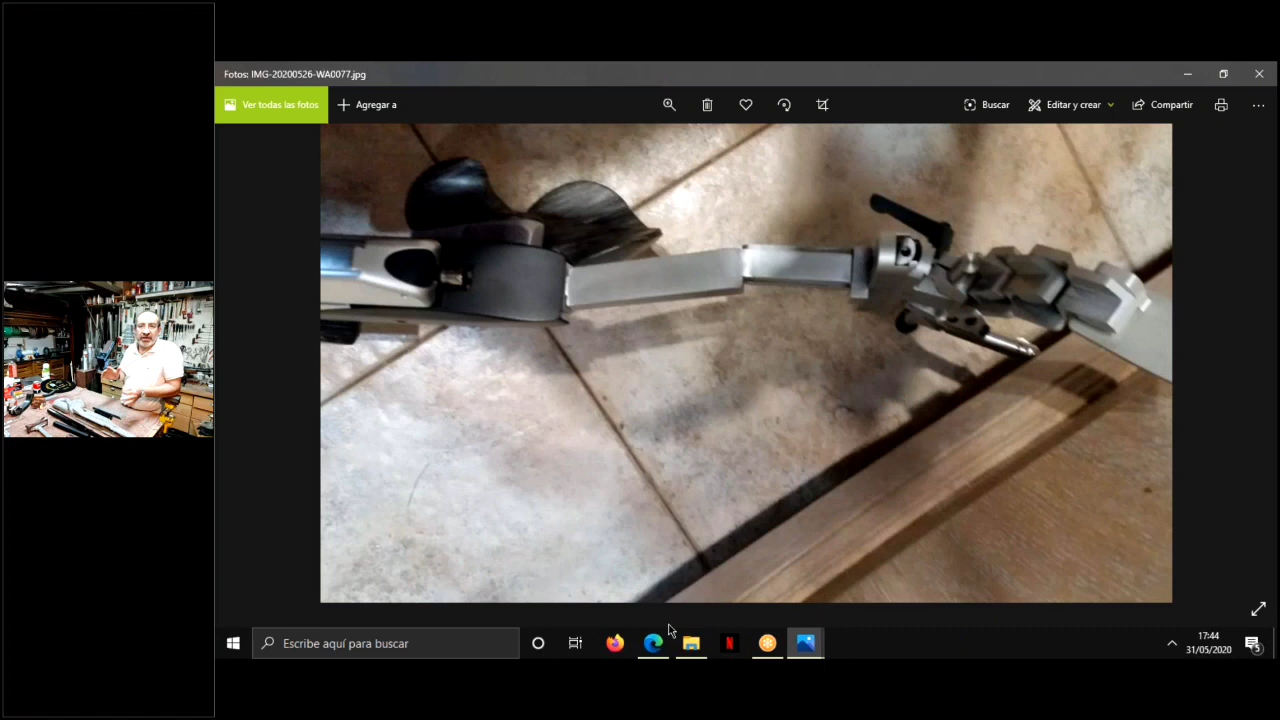 Fotos: IMG-20200526-WA0077.jpg
Ver todas las fotos
Agregar a
Buscar
Editar y crear
Compartir
Escribe aquí para buscar
17:44
31/05/2020
5